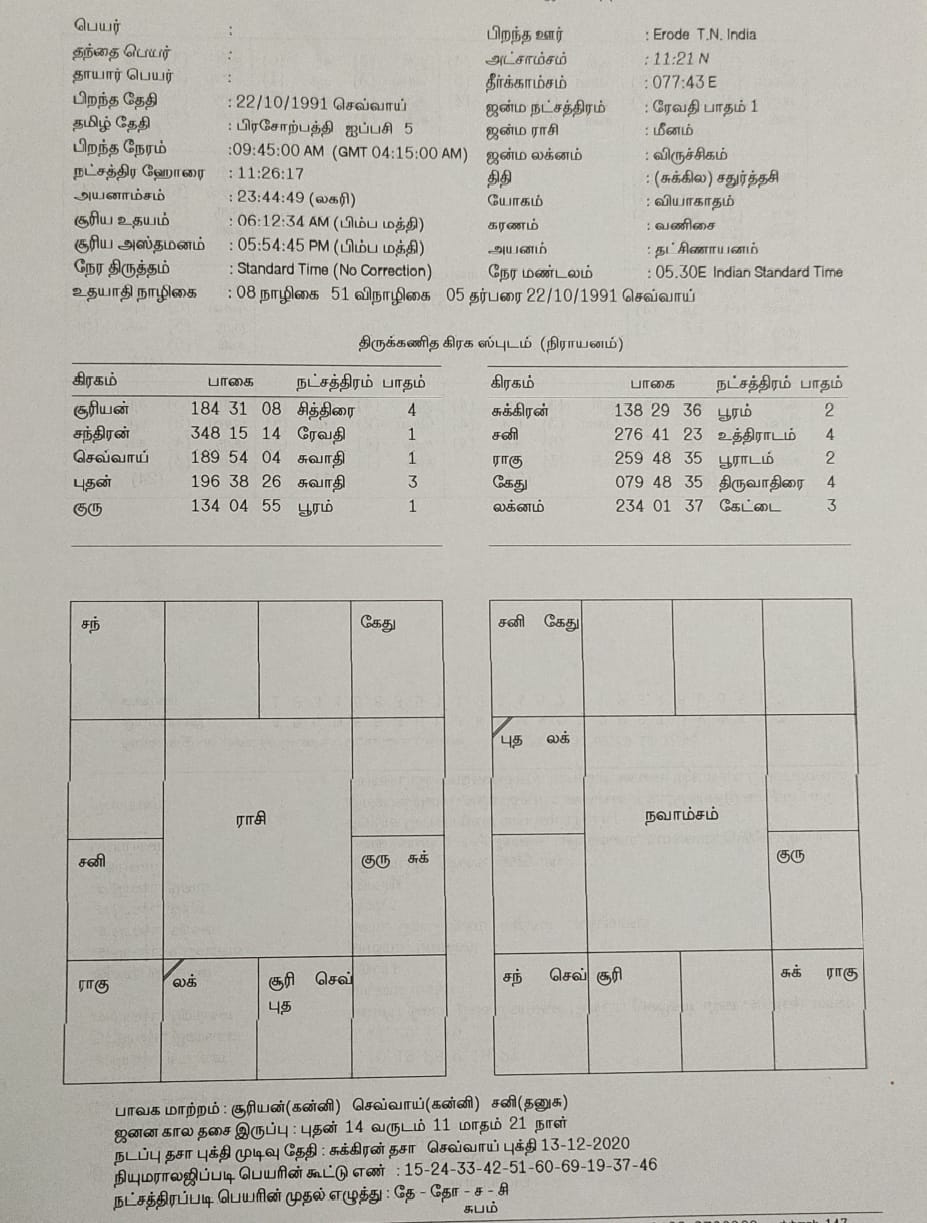 பெயர் :
தந்தை பெயர் :
தாயார் பெயர் :
பிறந்த தேதி : 22/10/1991 செவ்வாய்
தமிழ் தேதி : பிரசோற்பத்தி ஐப்பசி 5
பிறந்த நேரம் :09:45:00 AM (GMT 04:15:00 AM)
நட்சத்திர ஹோரை : 11:26:17
அயனாம்சம் : 23:44:49 (லகரி)
சூரிய உதயம் : 06:12:34 AM (பிம்ப மத்தி)
சூரிய அஸ்தமனம் : 05:54:45 PM (பிம்ப மத்தி)
நேர திருத்தம் : Standard Time (No Correction)
உதயாதி நாழிகை : 08 நாழிகை 51 விநாழிகை 05 தர்பரை 22/10/1991 செவ்வாய்
பிறந்த ஊர் : Erode T.N. India
அட்சாம்சம் : 11:21 N
தீர்க்காம்சம் : 077:43 E
ஜன்ம நட்சத்திரம் : ரேவதி பாதம் 1
ஜன்ம ராசி : மீனம்
ஜன்ம லக்னம் : விருச்சிகம்
திதி : (சுக்கில) சதுர்த்தசி
யோகம் : வியாகாதம்
கரணம் : வணிசை
அயனம் : தட்சிணாயனம்
நேர மண்டலம் : 05.30E Indian Standard Time
திருக்கணித கிரக ஸ்புடம் (நிராயனம்)
கிரகம் பாகை நட்சத்திரம் பாதம்
சூரியன் 184 31 08 சித்திரை 4
சந்திரன் 348 15 14 ரேவதி 1
செவ்வாய் 189 54 04 சுவாதி 1
புதன் 196 38 26 சுவாதி 3
குரு 134 04 55 பூரம் 1
கிரகம் பாகை நட்சத்திரம் பாதம்
சுக்கிரன் 138 29 36 பூரம் 2
சனி 276 41 23 உத்திராடம் 4
ராகு 259 48 35 பூராடம் 2
கேது 079 48 35 திருவாதிரை 4
லக்னம் 234 01 37 கேட்டை 3
சந் கேது
ராசி
சனி குரு சுக்
ராகு லக் சூரி செவ்
புத
சனி கேது
புத லக்
நவாம்சம்
குரு
சந் செவ் சூரி சுக் ராகு
பாவக மாற்றம் : சூரியன்(கன்னி) செவ்வாய்(கன்னி) சனி(தனுசு)
ஜனன கால தசை இருப்பு : புதன் 14 வருடம் 11 மாதம் 21 நாள்
நடப்பு தசா புக்தி முடிவு தேதி : சுக்கிரன் தசா செவ்வாய் புக்தி 13-12-2020
நியுமராலஜிப்படி பெயரின் கூட்டு எண் : 15-24-33-42-51-60-69-19-37-46
நட்சத்திரப்படி பெயரின் முதல் எழுத்து : தே - தோ - ச - சி
சுபம்